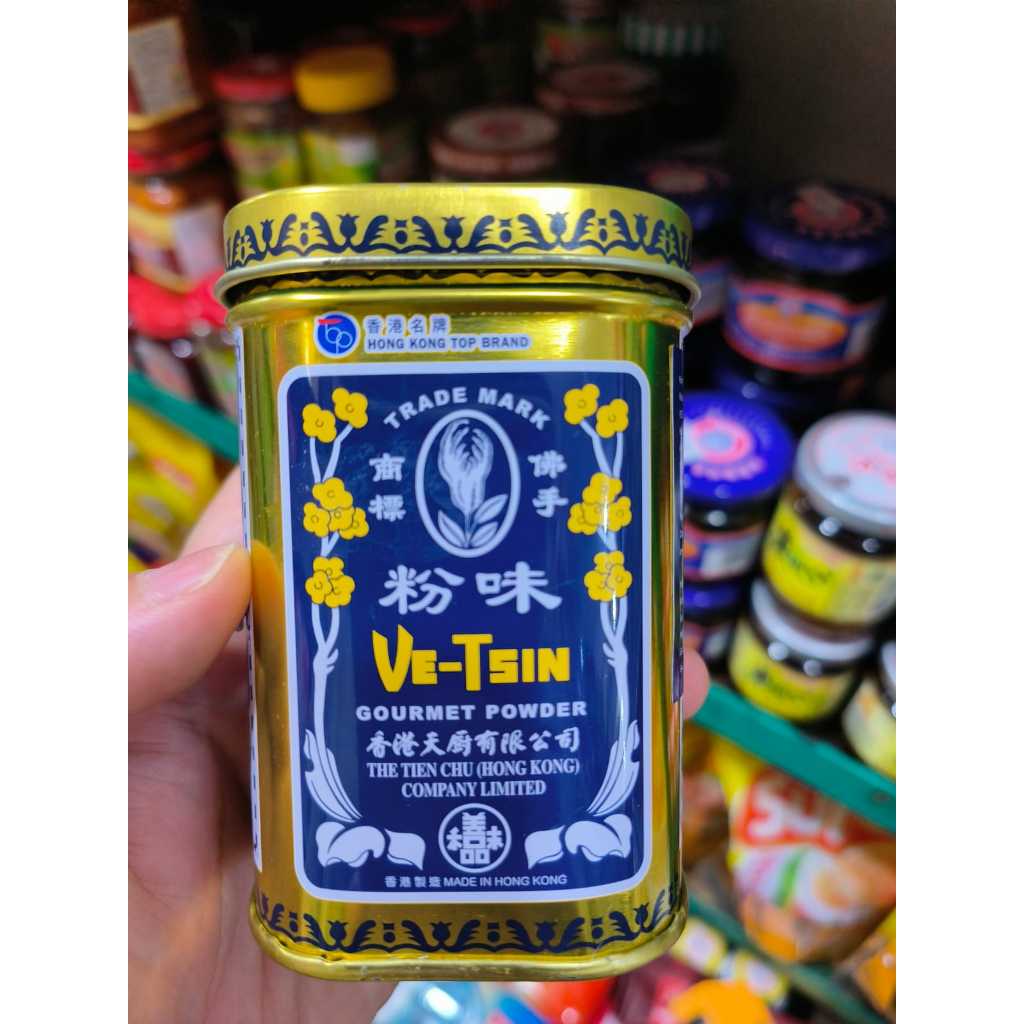 香港名牌
HONG KONG TOP BRAND
TRADE MARK
商標
佛手
粉味
VE-TSIN
GOURMET POWDER
香港天廚有限公司
THE TIEN CHU (HONG KONG)
COMPANY LIMITED
香港製造 MADE IN HONG KONG